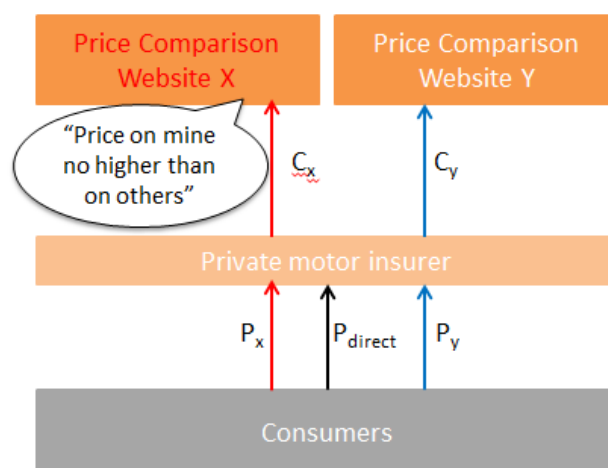 Price Comparison
Website X
Price Comparison
Website Y
“Price on mine
no higher than
on others”
Cx
Cy
Private motor insurer
Px
Pdirect
Py
Consumers